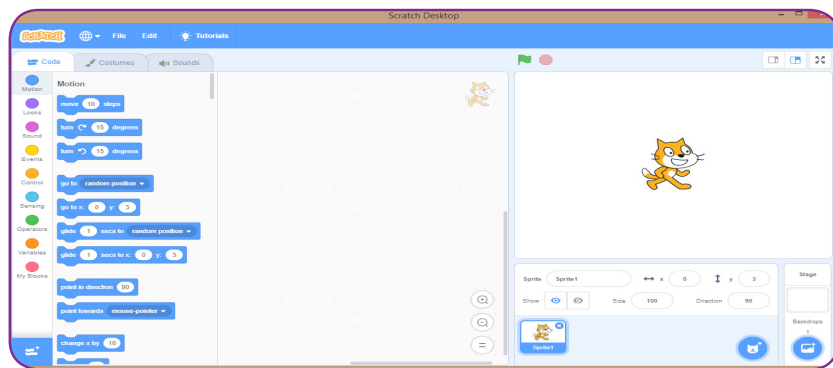 Scratch Desktop
SCRATCH File Edit Tutorials
Code Costumes Sounds
Motion
Looks
Sound
Events
Control
Sensing
Operators
Variables
My Blocks
Motion
move 10 steps
turn 15 degrees
turn 15 degrees
go to random position
go to x: 0 y: 3
glide 1 secs to random position
glide 1 secs to x: 0 y: 3
point in direction 90
point towards mouse-pointer
change x by 10
Sprite Sprite1 x 0 y 3
Show Size 100 Direction 90
Sprite1
Stage
Backdrops
1